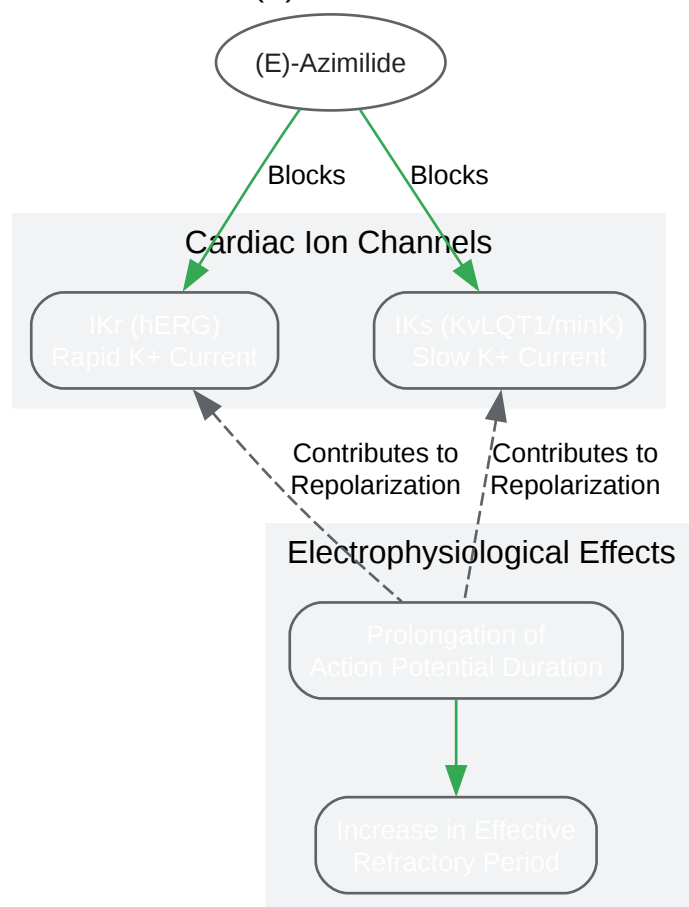 (E)-Azimilide
Blocks
Blocks
Cardiac Ion Channels
IKr (hERG)
Rapid K+ Current
IKs (KvLQT1/minK)
Slow K+ Current
Contributes to
Repolarization
Contributes to
Repolarization
Electrophysiological Effects
Prolongation of
Action Potential Duration
Increase in Effective
Refractory Period